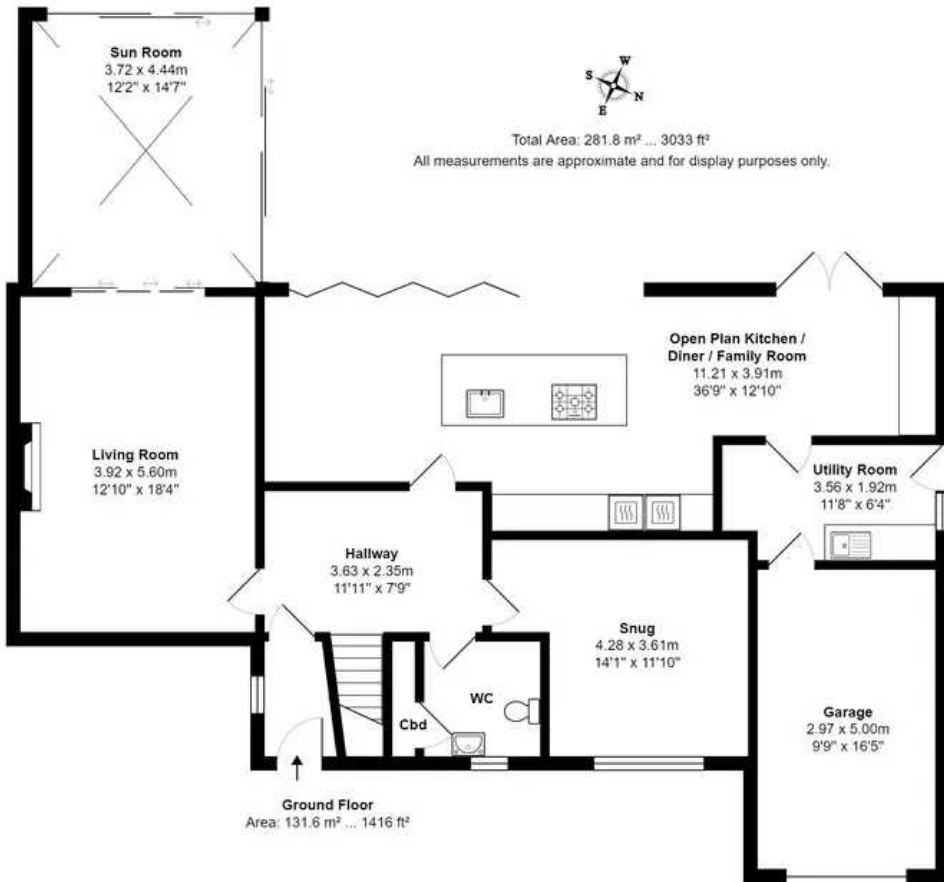 Sun Room
3.72 x 4.44m
12'2" x 14'7"
W
S
N
E
Total Area: 281.8 m² ... 3033 ft²
All measurements are approximate and for display purposes only.
Open Plan Kitchen /
Diner / Family Room
11.21 x 3.91m
36'9" x 12'10"
Living Room
3.92 x 5.60m
12'10" x 18'4"
Utility Room
3.56 x 1.92m
11'8" x 6'4"
Hallway
3.63 x 2.35m
11'11" x 7'9"
Snug
4.28 x 3.61m
14'1" x 11'10"
WC
Cbd
Garage
2.97 x 5.00m
9'9" x 16'5"
Ground Floor
Area: 131.6 m² ... 1416 ft²